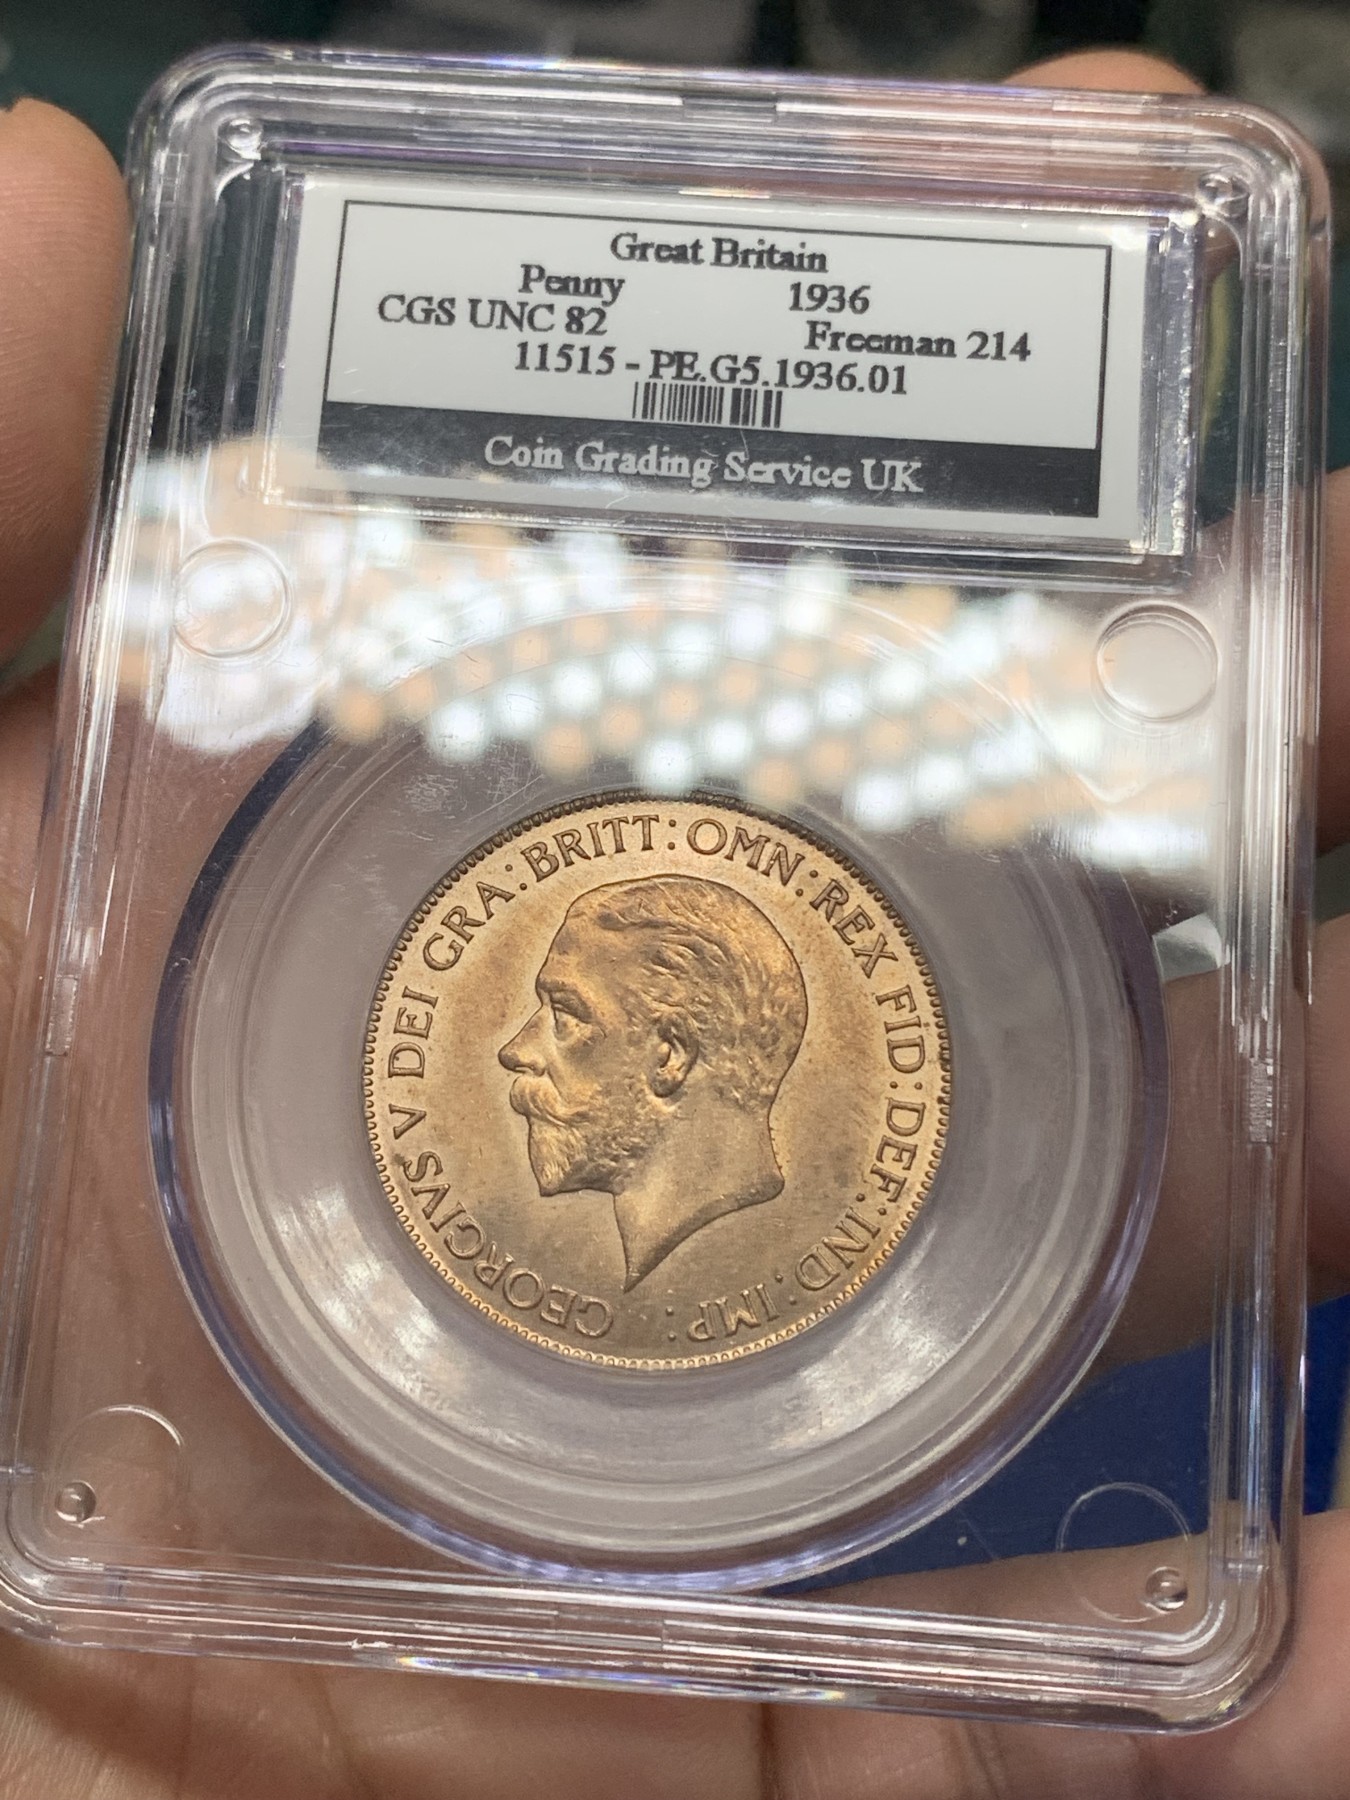 Great Britain
Penny 1936
CGS UNC 82 Freeman 214
11515 - PE.G5.1936.01
Coin Grading Service UK
GEORGIVS V DEI GRA: BRITT: OMN: REX FID: DEF: IND: IMP: